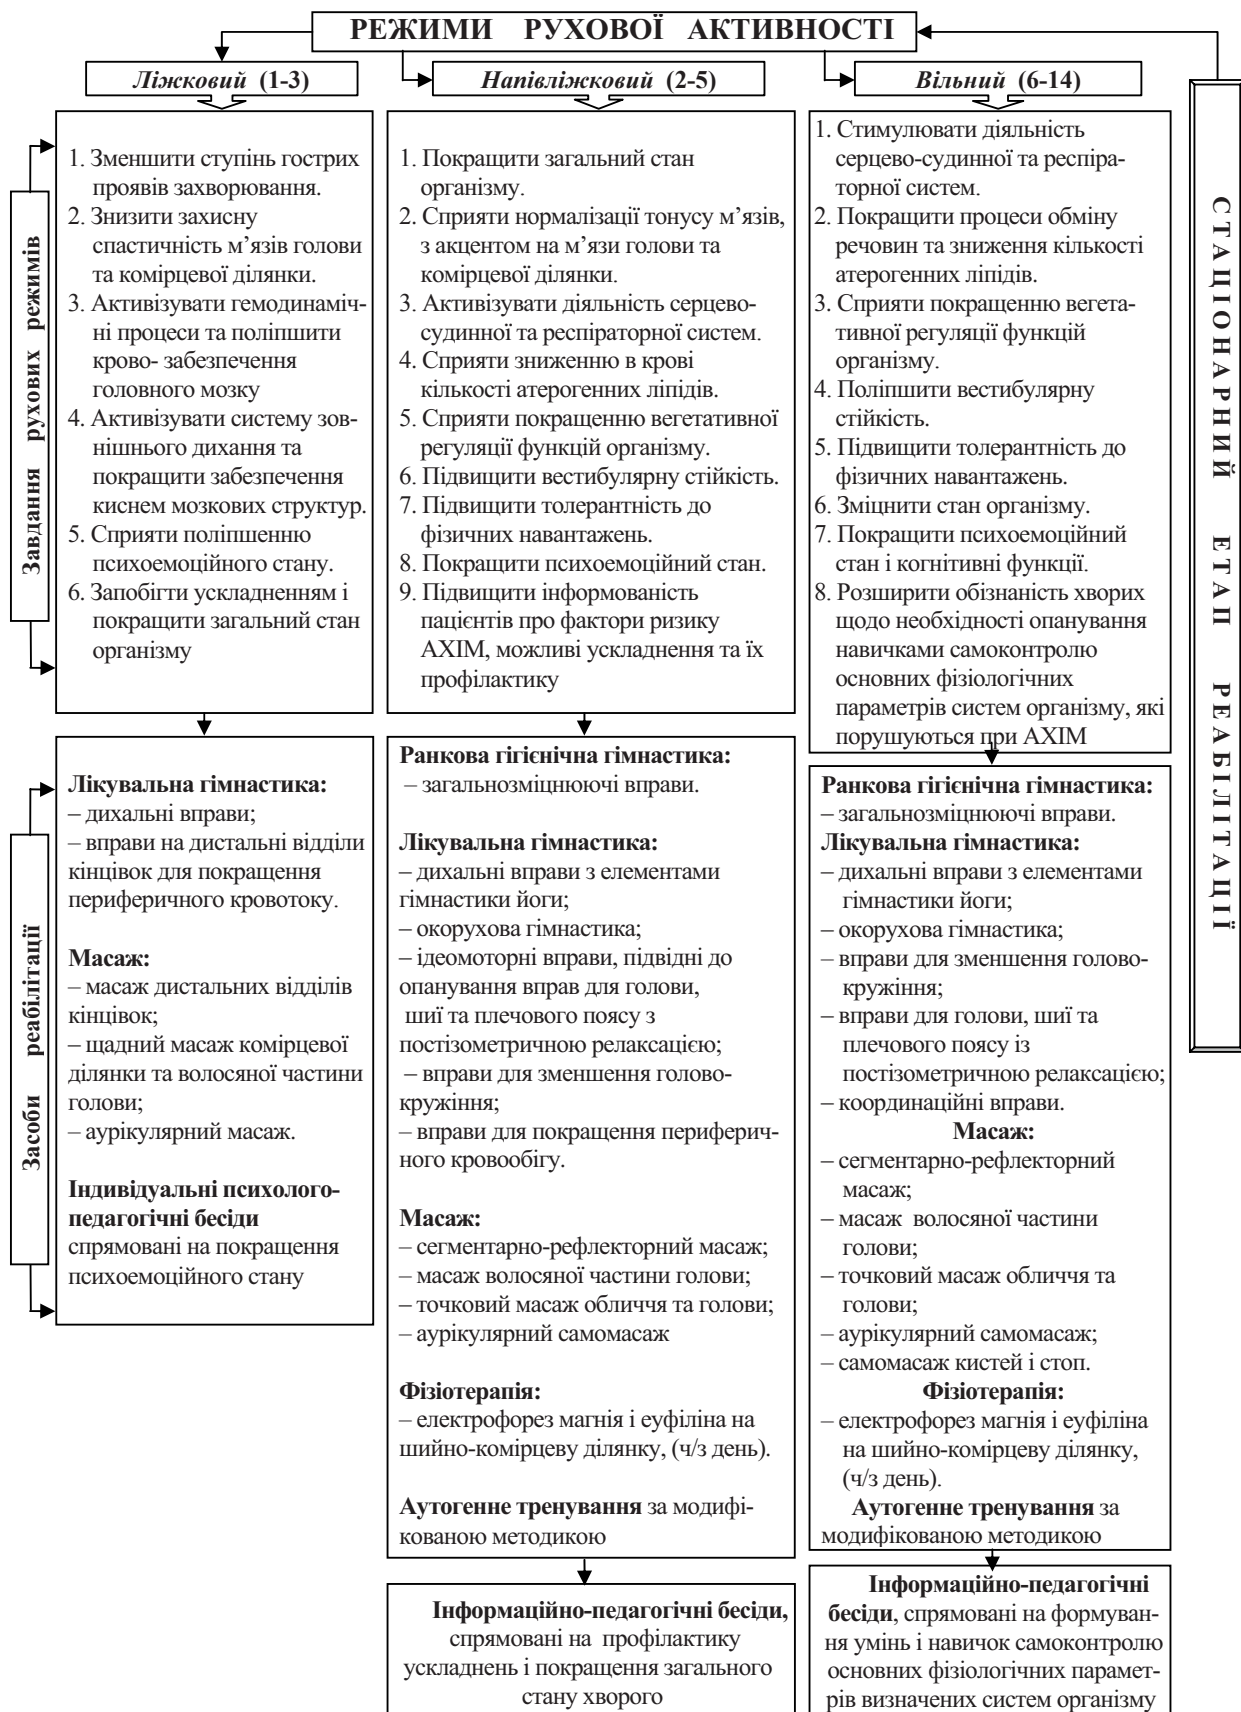 РЕЖИМИ РУХОВОЇ АКТИВНОСТІ
Ліжковий (1-3)
Напівліжковий (2-5)
Вільний (6-14)
СТАЦІОНАРНИЙ ЕТАП РЕАБІЛІТАЦІЇ
Завдання рухових режимів
1. Зменшити ступінь гострих
проявів захворювання.
2. Знизити захисну
спастичність м’язів голови
та комірцевої ділянки.
3. Активізувати гемодинаміч-
ні процеси та поліпшити
крово- забезпечення
головного мозку
4. Активізувати систему зов-
нішнього дихання та
покращити забезпечення
киснем мозкових структур.
5. Сприяти поліпшенню
психоемоційного стану.
6. Запобігти ускладненням і
покращити загальний стан
організму
1. Покращити загальний стан
організму.
2. Сприяти нормалізації тонусу м’язів,
з акцентом на м’язи голови та
комірцевої ділянки.
3. Активізувати діяльність серцево-
судинної та респіраторної систем.
4. Сприяти зниженню в крові
кількості атерогенних ліпідів.
5. Сприяти покращенню вегетативної
регуляції функцій організму.
6. Підвищити вестибулярну стійкість.
7. Підвищити толерантність до
фізичних навантажень.
8. Покращити психоемоційний стан.
9. Підвищити інформованість
пацієнтів про фактори ризику
АХІМ, можливі ускладнення та їх
профілактику
1. Стимулювати діяльність
серцево-судинної та респіра-
торної систем.
2. Покращити процеси обміну
речовин та зниження кількості
атерогенних ліпідів.
3. Сприяти покращенню вегета-
тивної регуляції функцій
організму.
4. Поліпшити вестибулярну
стійкість.
5. Підвищити толерантність до
фізичних навантажень.
6. Зміцнити стан організму.
7. Покращити психоемоційний
стан і когнітивні функції.
8. Розширити обізнаність хворих
щодо необхідності опанування
навичками самоконтролю
основних фізіологічних
параметрів систем організму, які
порушуються при АХІМ
Засоби реабілітації
Лікувальна гімнастика:
– дихальні вправи;
– вправи на дистальні відділи
кінцівок для покращення
периферичного кровотоку.
Масаж:
– масаж дистальних відділів
кінцівок;
– щадний масаж комірцевої
ділянки та волосяної частини
голови;
– аурікулярний масаж.
Індивідуальні психолого-
педагогічні бесіди
спрямовані на покращення
психоемоційного стану
Ранкова гігієнічна гімнастика:
– загальнозміцнюючі вправи.
Лікувальна гімнастика:
– дихальні вправи з елементами
гімнастики йоги;
– окорухова гімнастика;
– ідеомоторні вправи, підвідні до
опанування вправ для голови,
шиї та плечового поясу з
постізометричною релаксацією;
– вправи для зменшення голово-
кружіння;
– вправи для покращення периферич-
ного кровообігу.
Масаж:
– сегментарно-рефлекторний масаж;
– масаж волосяної частини голови;
– точковий масаж обличчя та голови;
– аурікулярний самомасаж
Фізіотерапія:
– електрофорез магнія і еуфіліна на
шийно-комірцеву ділянку, (ч/з день).
Аутогенне тренування за модифі-
кованою методикою
Інформаційно-педагогічні бесіди,
спрямовані на профілактику
ускладнень і покращення загального
стану хворого
Ранкова гігієнічна гімнастика:
– загальнозміцнюючі вправи.
Лікувальна гімнастика:
– дихальні вправи з елементами
гімнастики йоги;
– окорухова гімнастика;
– вправи для зменшення голово-
кружіння;
– вправи для голови, шиї та
плечового поясу із
постізометричною релаксацією;
– координаційні вправи.
Масаж:
– сегментарно-рефлекторний
масаж;
– масаж волосяної частини
голови;
– точковий масаж обличчя та
голови;
– аурікулярний самомасаж;
– самомасаж кистей і стоп.
Фізіотерапія:
– електрофорез магнія і еуфіліна
на шийно-комірцеву ділянку,
(ч/з день).
Аутогенне тренування за
модифікованою методикою
Інформаційно-педагогічні
бесіди, спрямовані на формуван-
ня умінь і навичок самоконтролю
основних фізіологічних парамет-
рів визначених систем організму